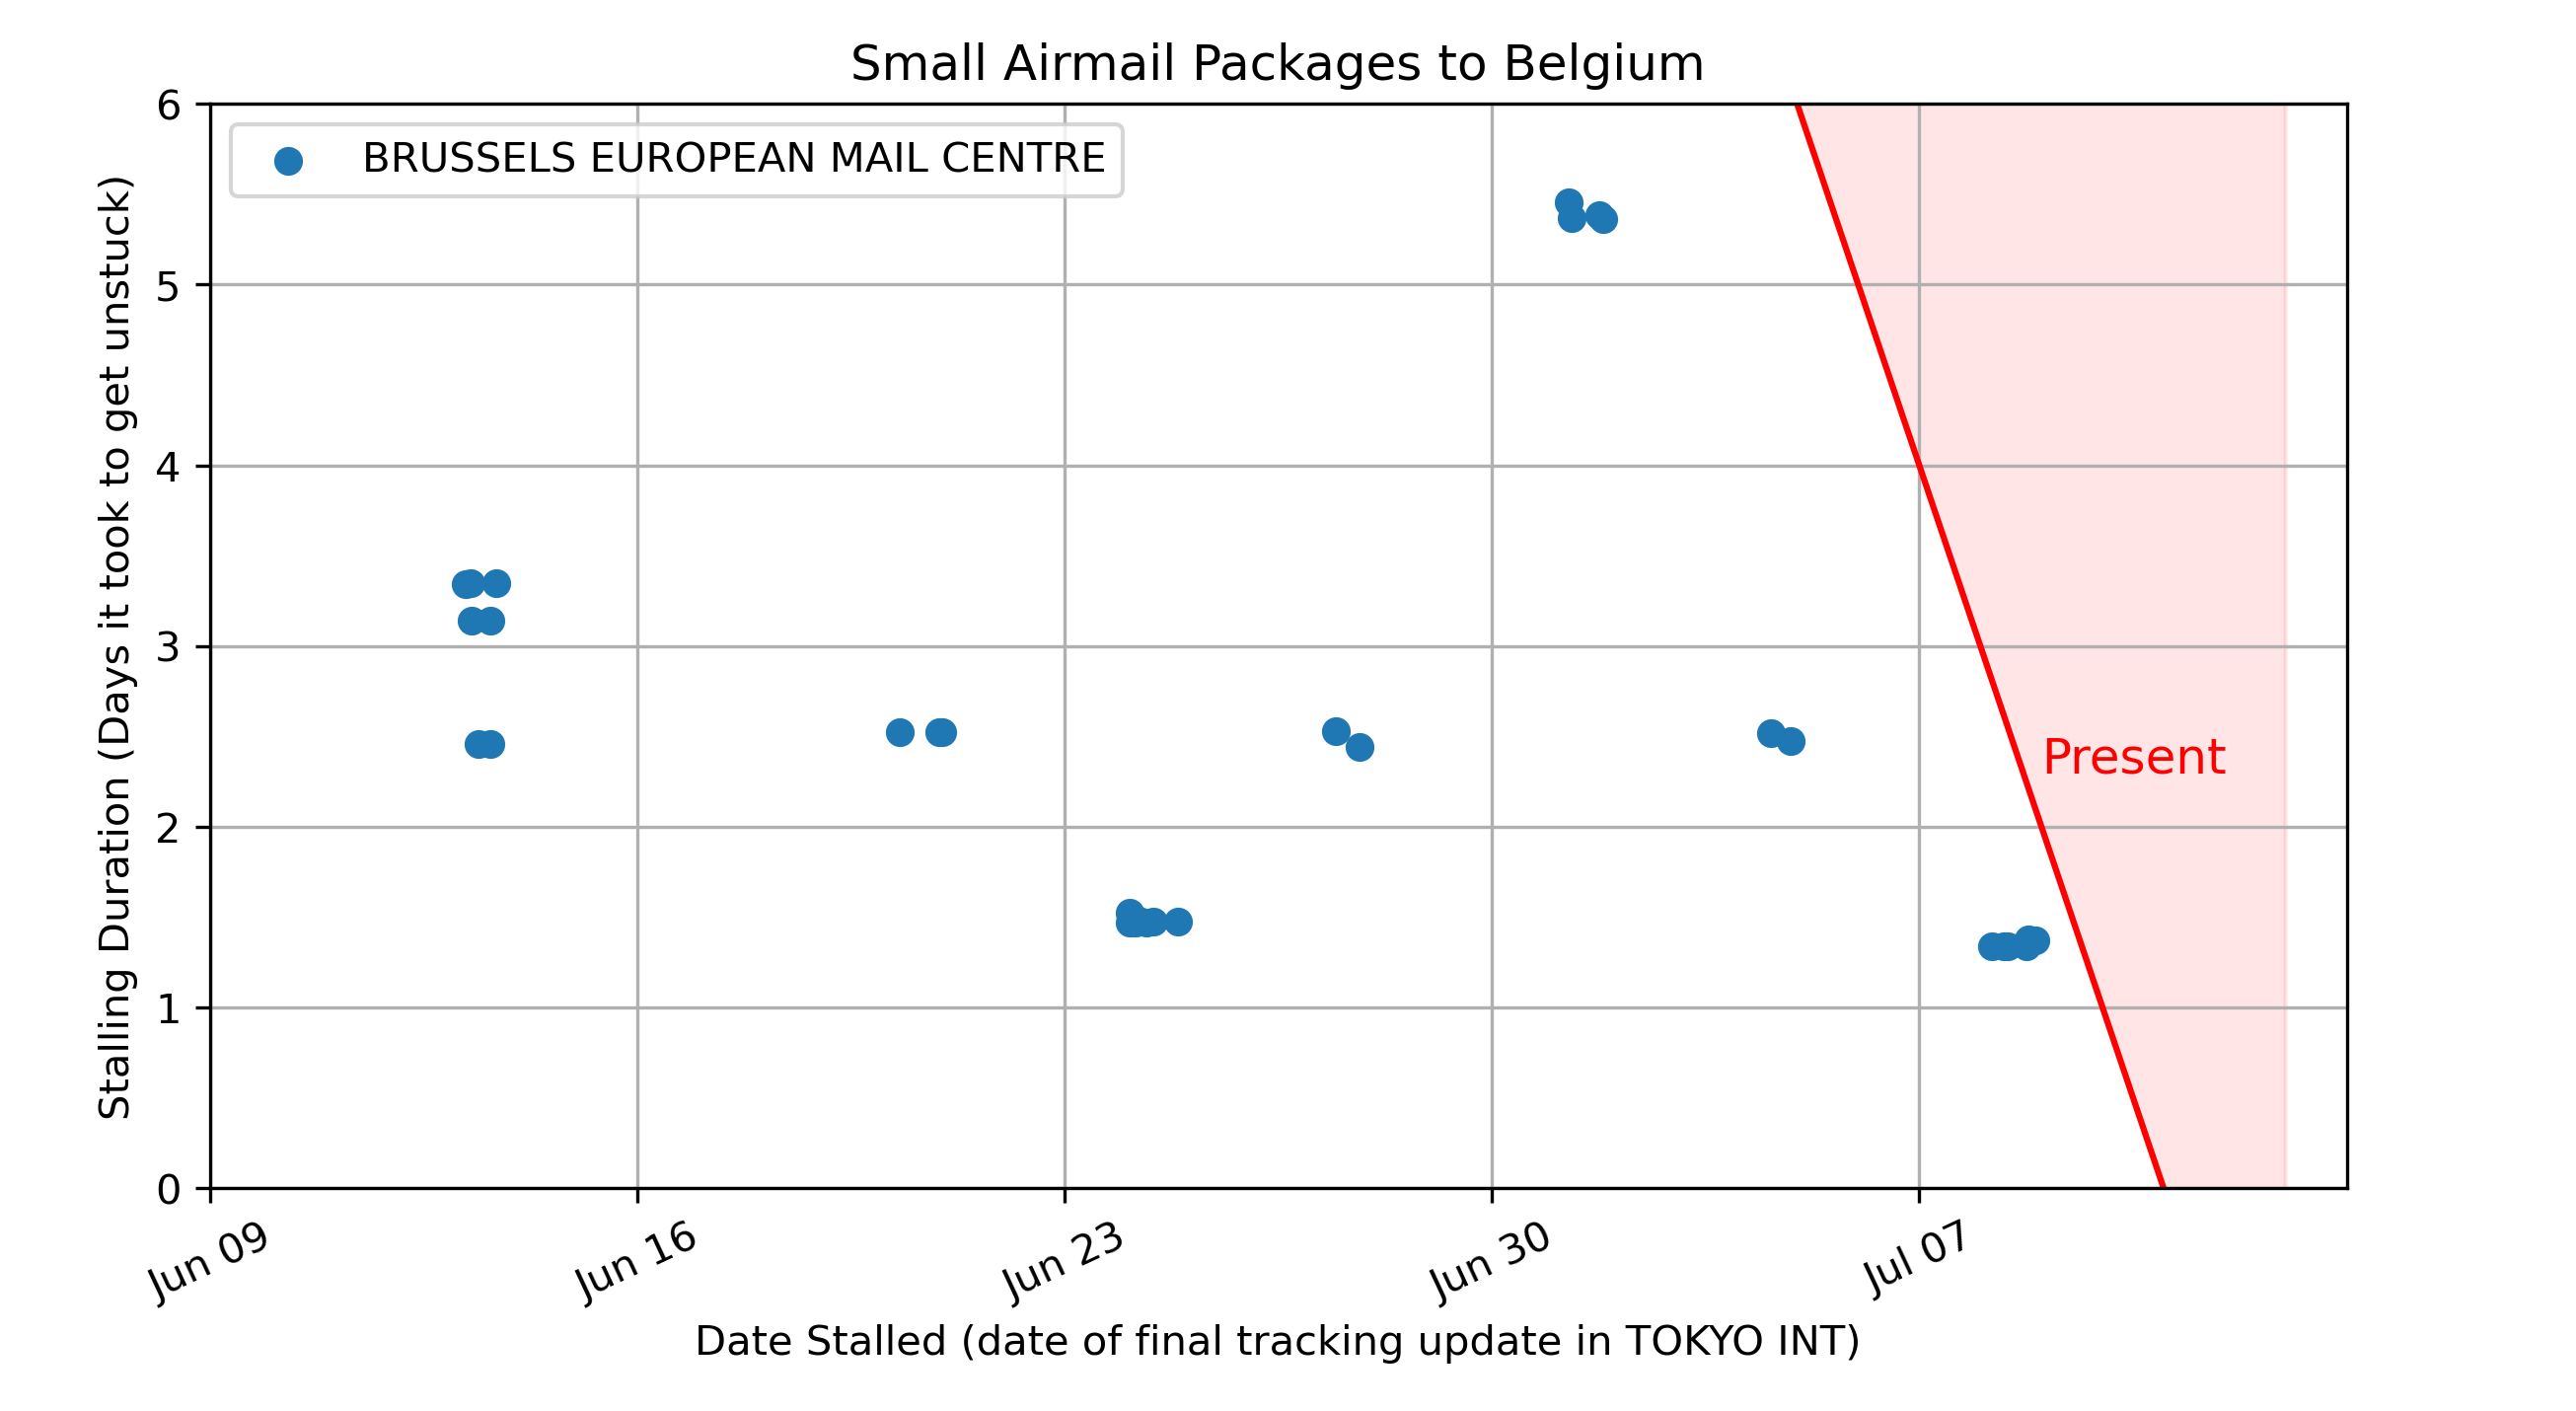 Small Airmail Packages to Belgium
BRUSSELS EUROPEAN MAIL CENTRE
Stalling Duration (Days it took to get unstuck)
6
5
4
3
2
1
0
Present
Jun 09
Jun 16
Jun 23
Jun 30
Jul 07
Date Stalled (date of final tracking update in TOKYO INT)